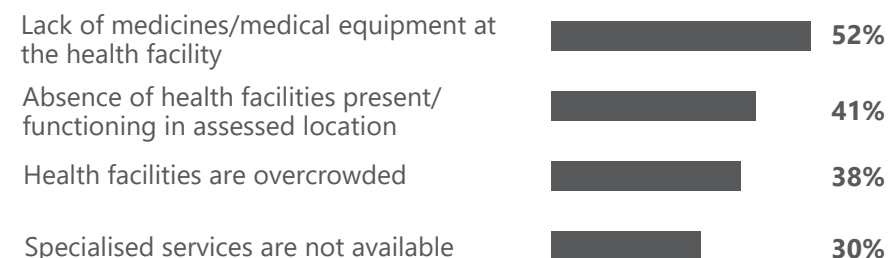 Lack of medicines/medical equipment at
the health facility
52%
Absence of health facilities present/
functioning in assessed location
41%
Health facilities are overcrowded
38%
Specialised services are not available
30%